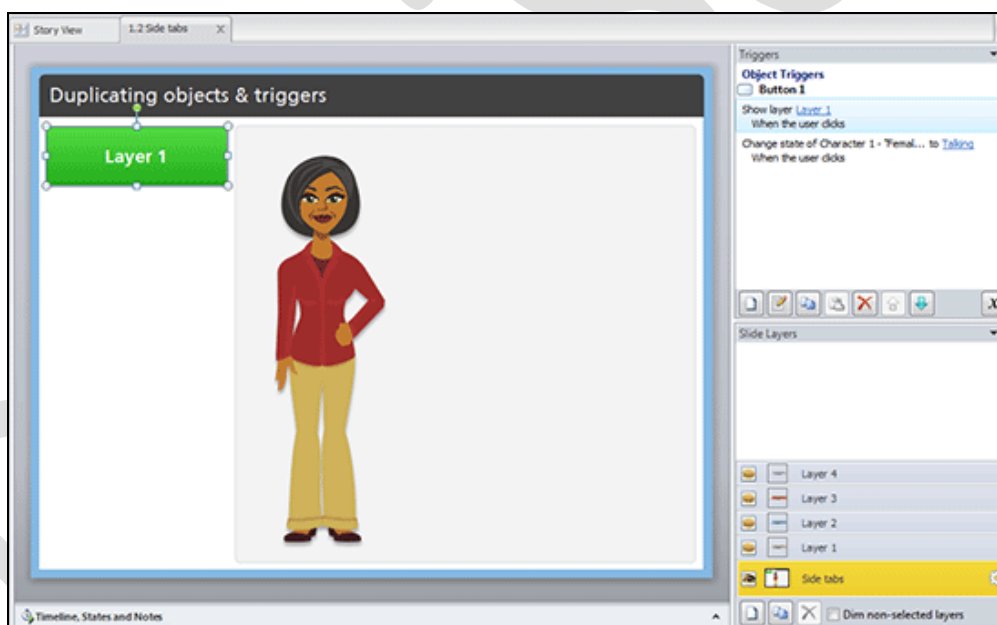 Story View
1.2 Side tabs X
Triggers
Object Triggers
Button 1
Show layer Layer 1
When the user clicks
Change state of Character 1 - "Femal... to Talking
When the user clicks
Duplicating objects & triggers
Layer 1
Slide Layers
Layer 4
Layer 3
Layer 2
Layer 1
Side tabs
Dim non-selected layers
Timeline, States and Notes